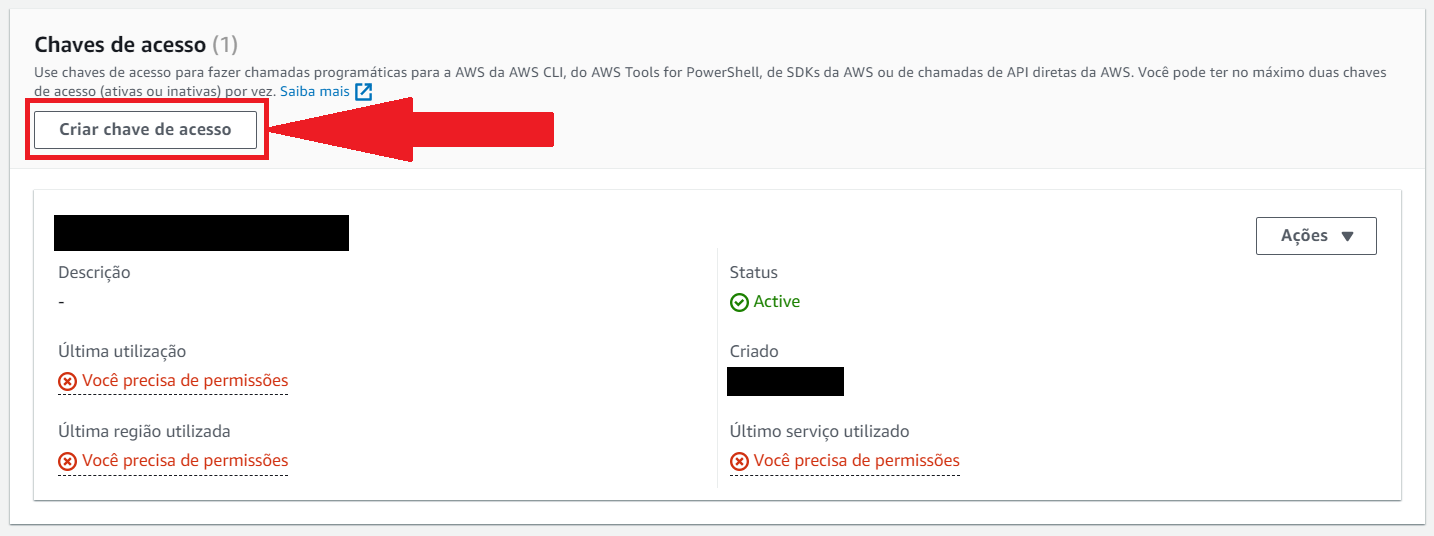 Chaves de acesso (1)
Use chaves de acesso para fazer chamadas programáticas para a AWS da AWS CLI, do AWS Tools for PowerShell, de SDKs da AWS ou de chamadas de API diretas da AWS. Você pode ter no máximo duas chaves
de acesso (ativas ou inativas) por vez. Saiba mais
Criar chave de acesso
Ações
Descrição
-
Status
Active
Última utilização
Você precisa de permissões
Criado
Última região utilizada
Você precisa de permissões
Último serviço utilizado
Você precisa de permissões